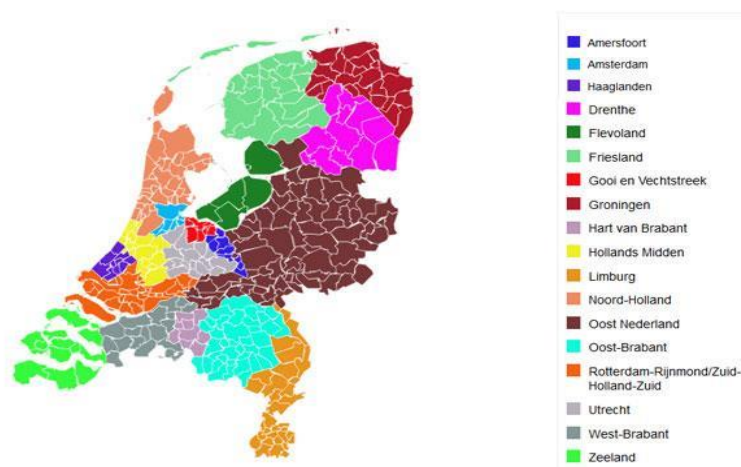 Amersfoort
Amsterdam
Haaglanden
Drenthe
Flevoland
Friesland
Gooi en Vechtstreek
Groningen
Hart van Brabant
Hollands Midden
Limburg
Noord-Holland
Oost Nederland
Oost-Brabant
Rotterdam-Rijnmond/Zuid-
Holland-Zuid
Utrecht
West-Brabant
Zeeland